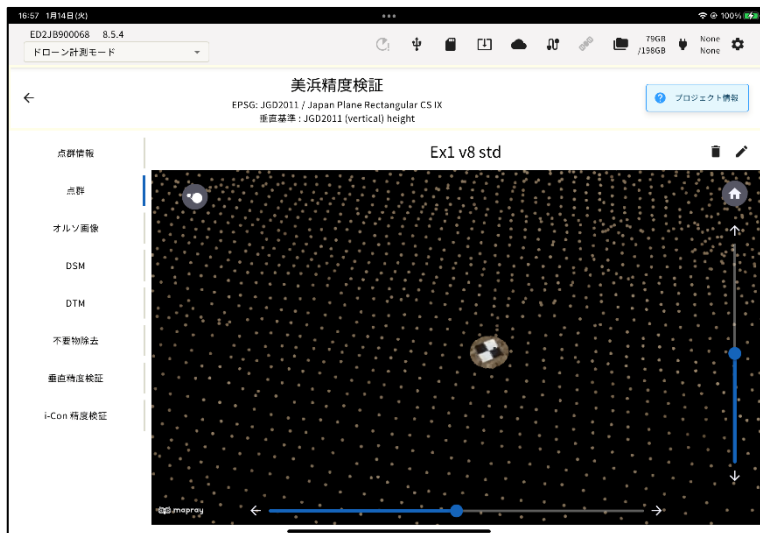 16:57 1月14日(火)
100%
ED2JB900068 8.5.4
ドローン計測モード
79GB
/198GB
None
None
美浜精度検証
EPSG: JGD2011 / Japan Plane Rectangular CS IX
垂直基準 : JGD2011 (vertical) height
プロジェクト情報
点群情報
点群
オルソ画像
DSM
DTM
不要物除去
垂直精度検証
i-Con 精度検証
Ex1 v8 std
mapray